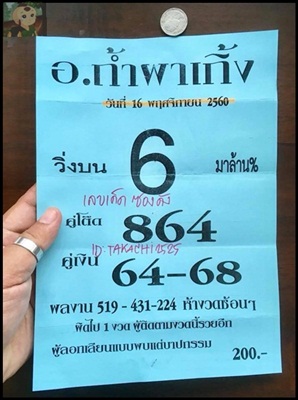 อ.ถ้ำผาเกิ้ง
วันที่ 16 พฤศจิกายน 2560
วิ่งบน 6 มาล้าน%
เลขเด็ด ซองดัง
คู่โต๊ด 864
ID TAKACHI2525
คู่เงิน 64-68
ผลงาน 519-431-224 ห้างวดซ้อนๆ
พิดไป 1 งวด ผู้ติดตามงวดนี้รวยอีก
ผู้ลอกเลียนแบบพบแต่บาปกรรม
200.-